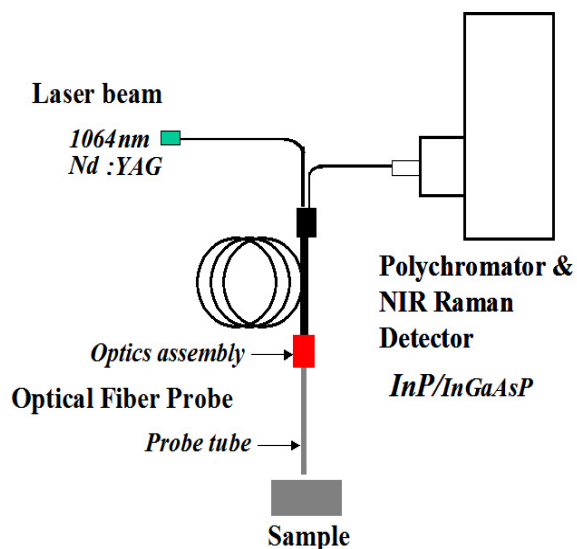 Laser beam
1064nm
Nd :YAG
Polychromator &
NIR Raman
Detector
InP/InGaAsP
Optics assembly
Optical Fiber Probe
Probe tube
Sample